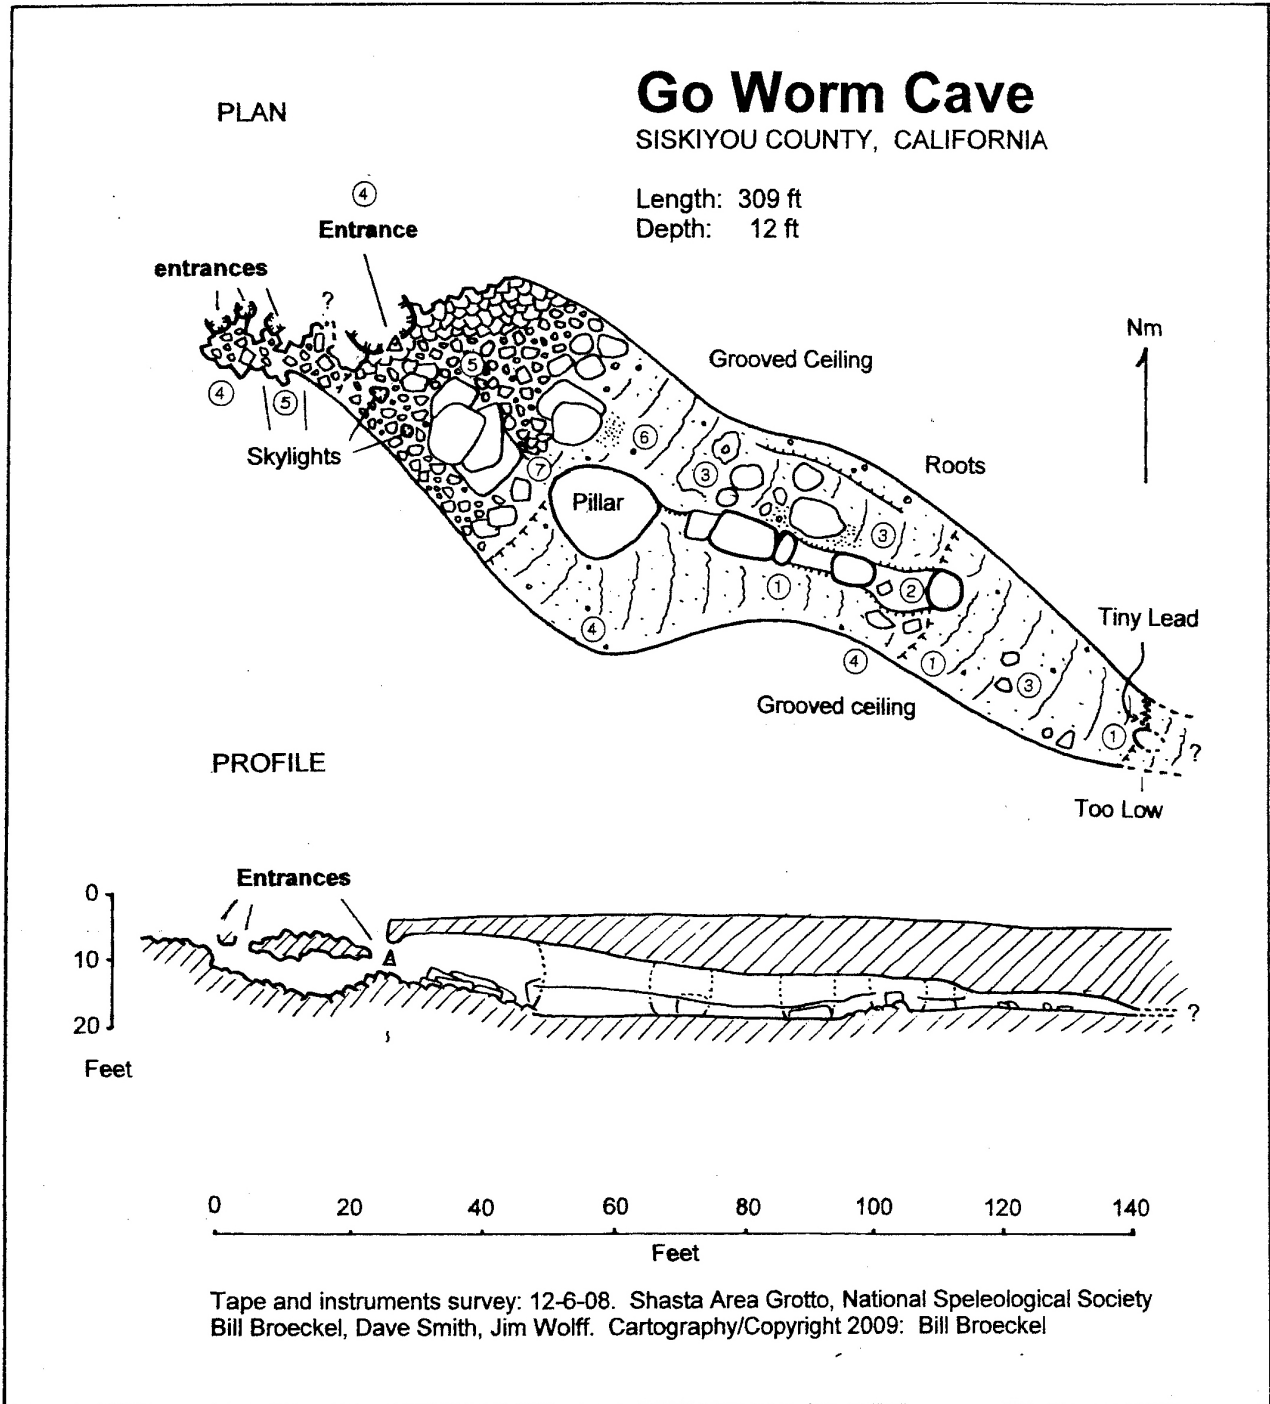 Go Worm Cave
SISKIYOU COUNTY, CALIFORNIA
Length: 309 ft
Depth: 12 ft
PLAN
④
Entrance
entrances
?
Nm
Grooved Ceiling
④
⑤
⑤
Skylights
⑥
⑦
③
Roots
Pillar
③
①
②
④
④
①
③
Tiny Lead
Grooved ceiling
①
?
Too Low
PROFILE
Entrances
0
10
20
Feet
?
0 20 40 60 80 100 120 140
Feet
Tape and instruments survey: 12-6-08. Shasta Area Grotto, National Speleological Society
Bill Broeckel, Dave Smith, Jim Wolff. Cartography/Copyright 2009: Bill Broeckel